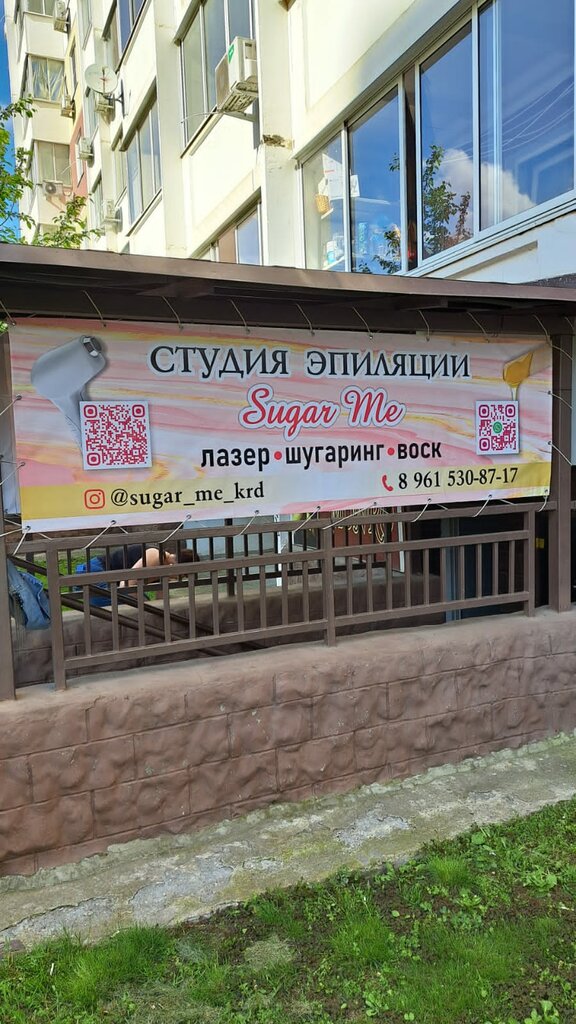 СТУДИЯ ЭПИЛЯЦИИ
Sugar Me
лазер•шугаринг•воск
@sugar_me_krd
8 961 530-87-17